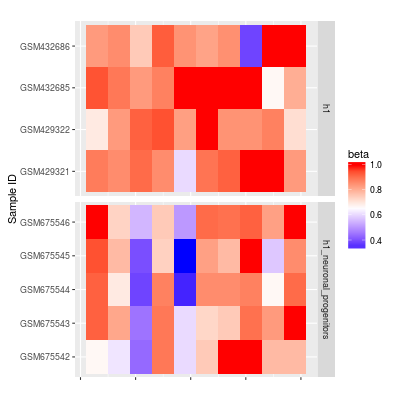 GSM432686
GSM432685
GSM429322
GSM429321
h1
GSM675546
GSM675545
GSM675544
GSM675543
GSM675542
h1_neuronal_progenitors
Sample ID
beta
1.0
0.8
0.6
0.4